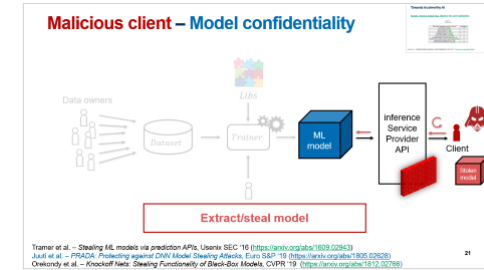 Malicious client – Model confidentiality
Data owners
Dataset
Libs
Trainer
ML
model
inference
Service
Provider
API
Client
Stolen
model
Extract/steal model
Tramer et al. – Stealing ML models via prediction APIs, Usenix SEC '16 (https://arxiv.org/abs/1609.02943)
Juuti et al. – PRADA: Protecting against DNN Model Stealing Attacks, Euro S&P '19 (https://arxiv.org/abs/1805.02628)
Orekondy et al. – Knockoff Nets: Stealing Functionality of Black-Box Models, CVPR '19 (https://arxiv.org/abs/1812.02766)
21